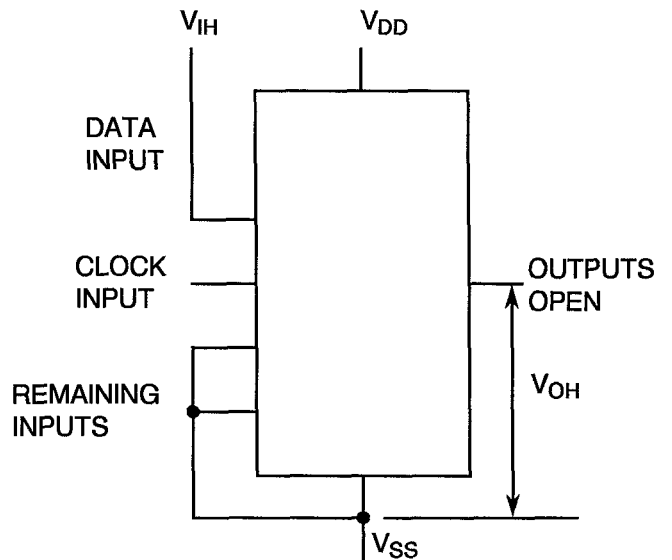 VIH
VDD
DATA
INPUT
CLOCK
INPUT
OUTPUTS
OPEN
VOH
REMAINING
INPUTS
VSS